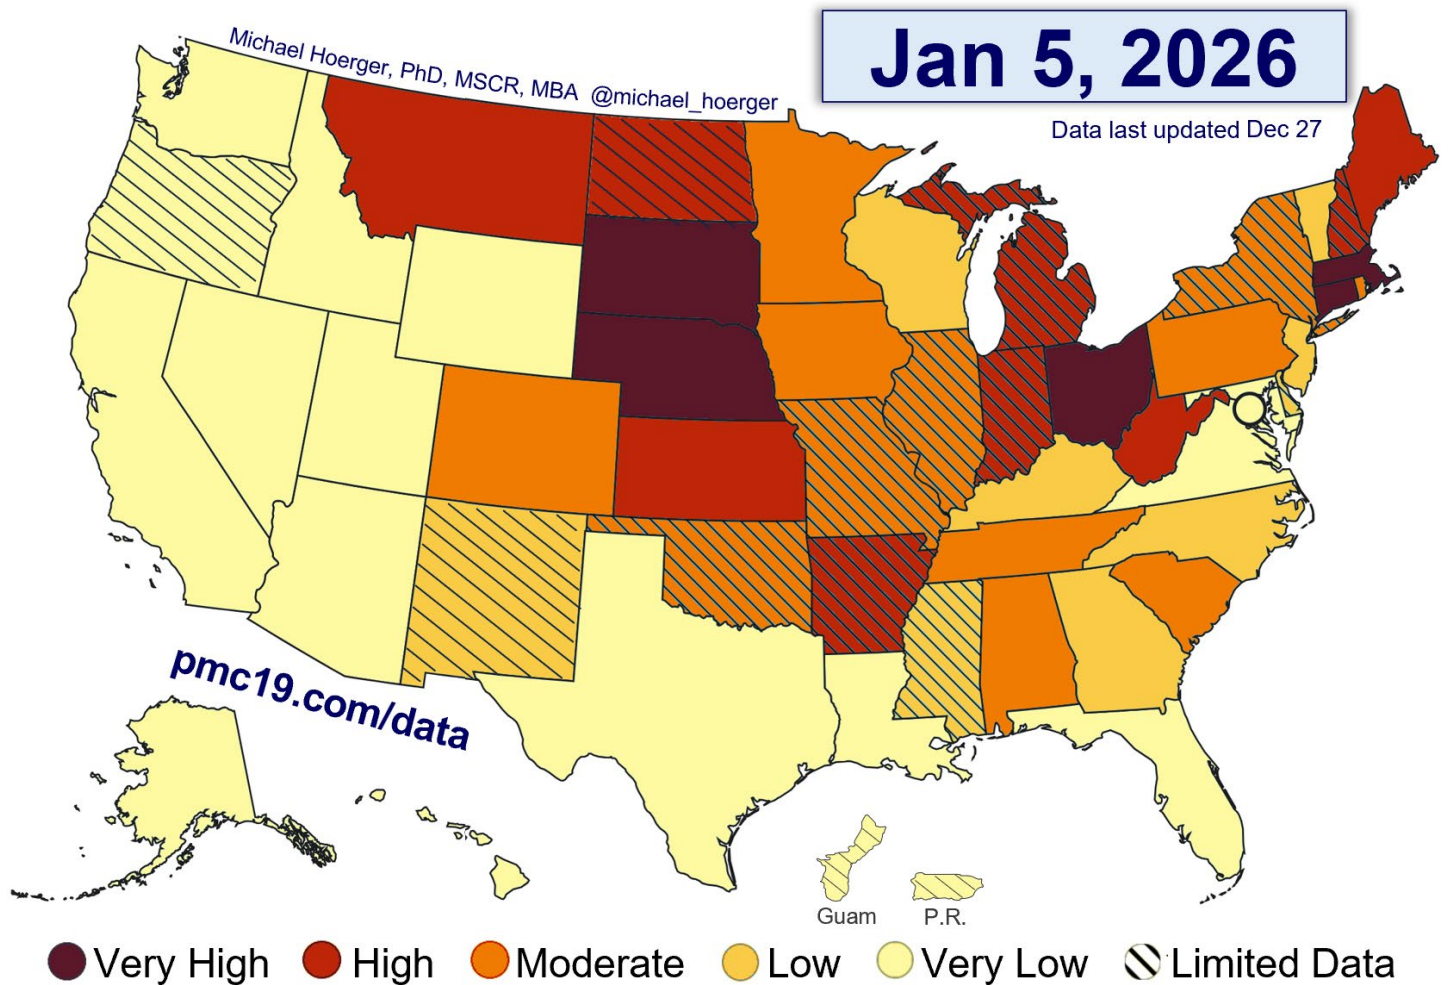 Jan 5, 2026
Michael Hoerger, PhD, MSCR, MBA @michael_hoerger
Data last updated Dec 27
pmc19.com/data
Guam
P.R.
Very High
High
Moderate
Low
Very Low
Limited Data